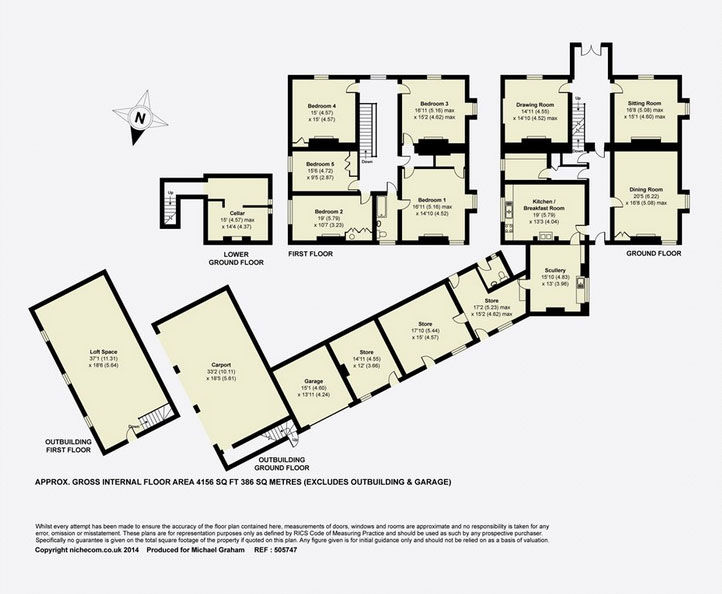 N
Bedroom 4
15' (4.57)
x 15' (4.57)
Bedroom 3
16'11 (5.16) max
x 15'2 (4.62) max
Down
Bedroom 5
15'6 (4.72)
x 9'5 (2.87)
Bedroom 2
19' (5.79)
x 10'7 (3.23)
Bedroom 1
16'11 (5.16) max
x 14'10 (4.52)
FIRST FLOOR
Drawing Room
14'11 (4.55)
x 14'10 (4.52) max
Up
Down
Sitting Room
16'8 (5.08) max
x 15'1 (4.60) max
Kitchen /
Breakfast Room
19' (5.79)
x 13'3 (4.04)
Dining Room
20'5 (6.22)
x 16'8 (5.08) max
GROUND FLOOR
Up
Cellar
15' (4.57) max
x 14'4 (4.37)
LOWER
GROUND FLOOR
Scullery
15'10 (4.83)
x 13' (3.96)
Store
17'2 (5.23) max
x 15'2 (4.62) max
Store
17'10 (5.44)
x 15' (4.57)
Store
14'11 (4.55)
x 12' (3.66)
Garage
15'1 (4.60)
x 13'11 (4.24)
Carport
33'2 (10.11)
x 18'5 (5.61)
Up
OUTBUILDING
GROUND FLOOR
Loft Space
37'1 (11.31)
x 18'6 (5.64)
Down
OUTBUILDING
FIRST FLOOR
APPROX. GROSS INTERNAL FLOOR AREA 4156 SQ FT 386 SQ METRES (EXCLUDES OUTBUILDING & GARAGE)
Whilst every attempt has been made to ensure the accuracy of the floor plan contained here, measurements of doors, windows and rooms are approximate and no responsibility is taken for any
error, omission or misstatement. These plans are for representation purposes only as defined by RICS Code of Measuring Practice and should be used as such by any prospective purchaser.
Specifically no guarantee is given on the total square footage of the property if quoted on this plan. Any figure given is for initial guidance only and should not be relied on as a basis of valuation.
Copyright nichecom.co.uk 2014 Produced for Michael Graham REF : 505747